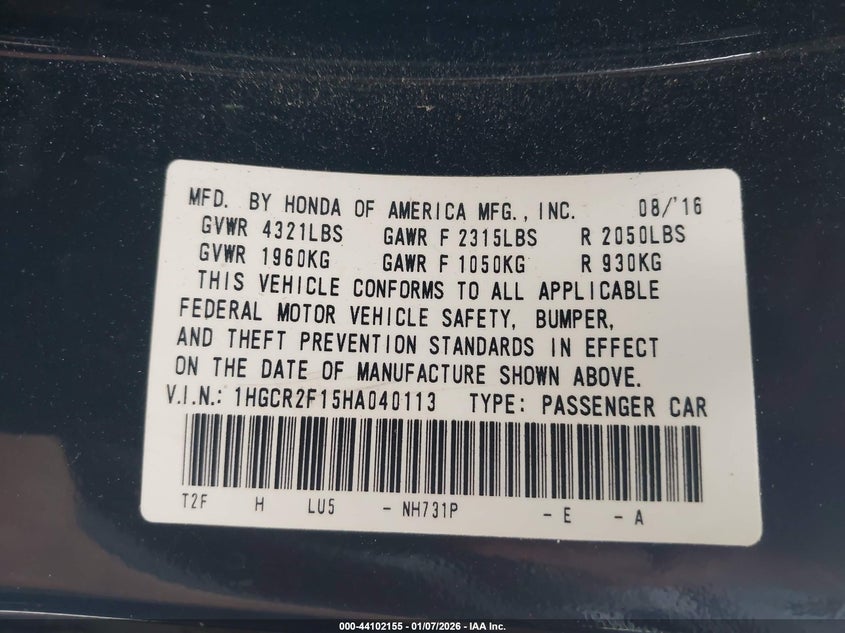 MFD. BY HONDA OF AMERICA MFG., INC. 08/'16
GVWR 4321LBS GAWR F 2315LBS R 2050LBS
GVWR 1960KG GAWR F 1050KG R 930KG
THIS VEHICLE CONFORMS TO ALL APPLICABLE
FEDERAL MOTOR VEHICLE SAFETY, BUMPER,
AND THEFT PREVENTION STANDARDS IN EFFECT
ON THE DATE OF MANUFACTURE SHOWN ABOVE.
V.I.N.: 1HGCR2F15HA040113 TYPE: PASSENGER CAR
T2F H LU5 - NH731P - E - A
000-44102155 - 01/07/2026 - IAA Inc.